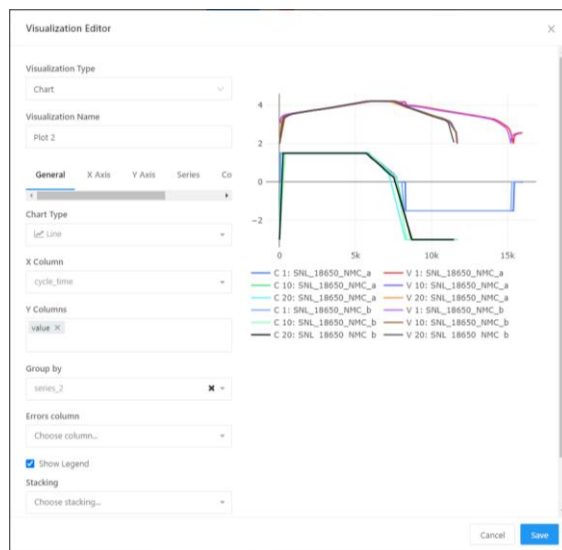 Visualization Editor
Visualization Type
Chart
Visualization Name
Plot 2
General X Axis Y Axis Series Co
Chart Type
Line
X Column
cycle_time
Y Columns
value ×
Group by
series_2
Errors column
Choose column...
Show Legend
Stacking
Choose stacking...
4
2
0
−2
0 5k 10k 15k
C 1: SNL_18650_NMC_a V 1: SNL_18650_NMC_a
C 10: SNL_18650_NMC_a V 10: SNL_18650_NMC_a
C 20: SNL_18650_NMC_a V 20: SNL_18650_NMC_a
C 1: SNL_18650_NMC_b V 1: SNL_18650_NMC_b
C 10: SNL_18650_NMC_b V 10: SNL_18650_NMC_b
C 20: SNL 18650 NMC b V 20: SNL 18650 NMC b
Cancel Save